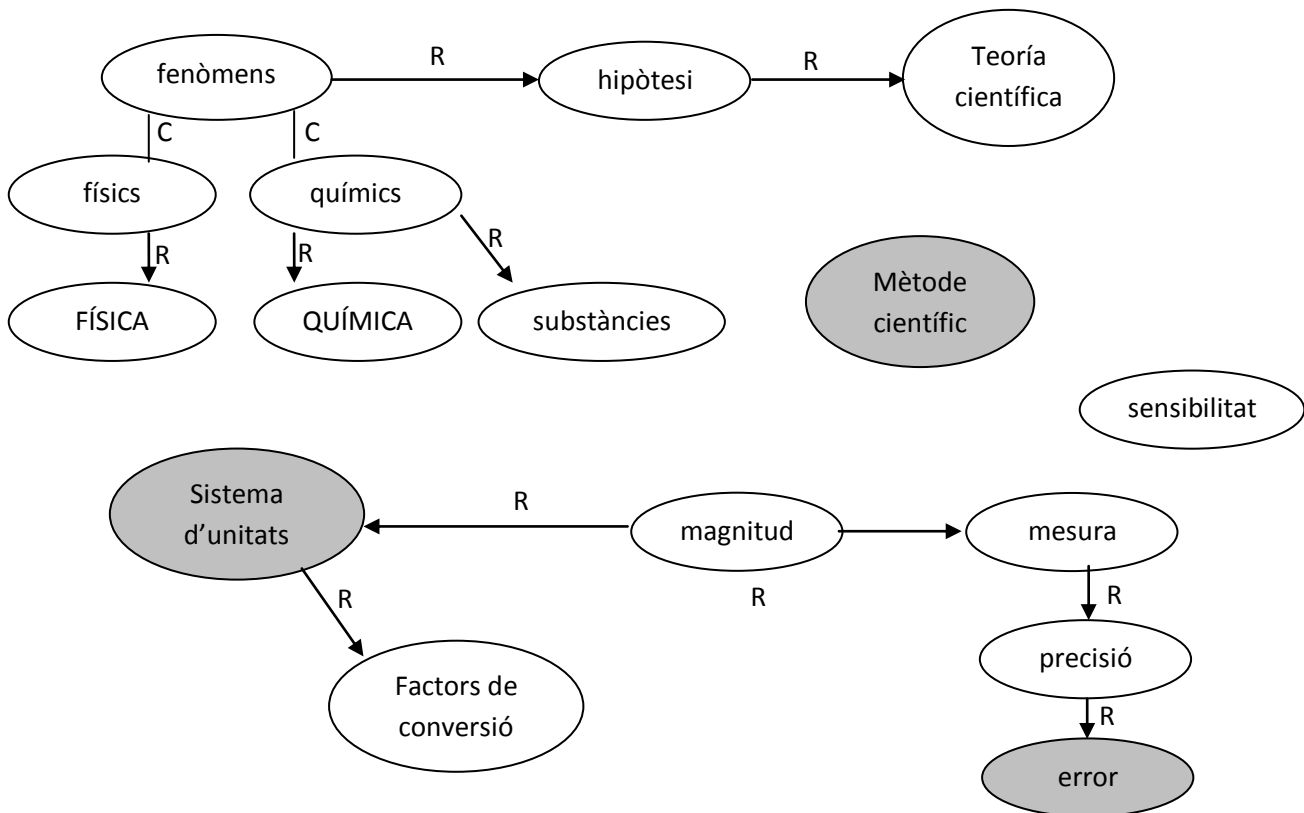 fenòmens
R
hipòtesi
R
Teoría
científica
C
C
físics
químics
R
R
R
FÍSICA
QUÍMICA
substàncies
Mètode
científic
sensibilitat
Sistema
d’unitats
R
magnitud
mesura
R
R
R
precisió
Factors de
conversió
R
error